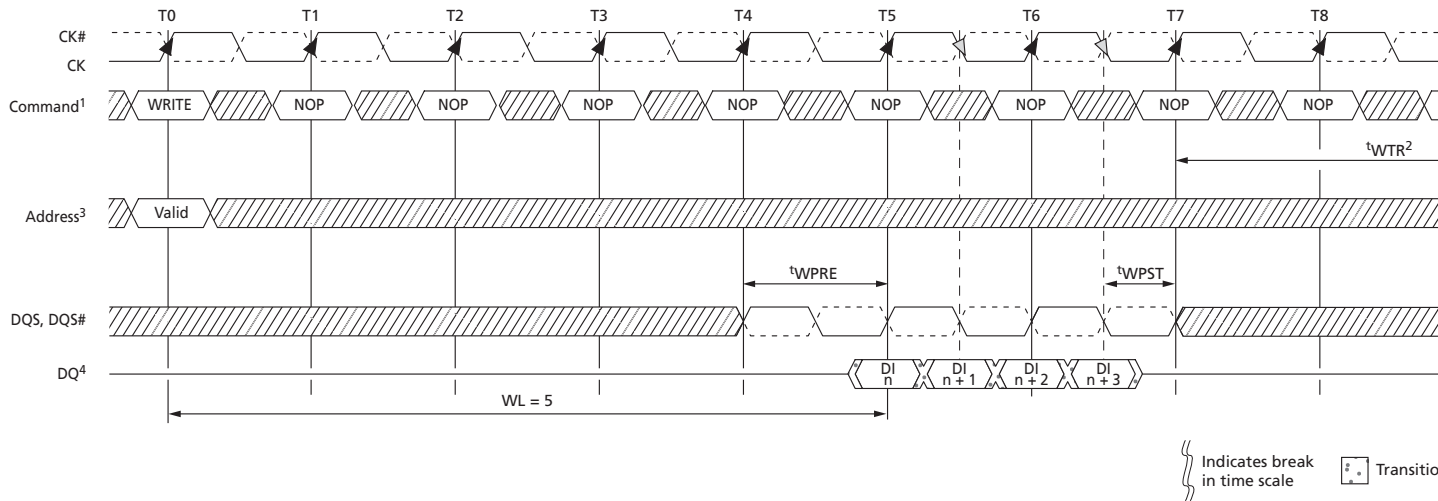 T0 T1 T2 T3 T4 T5 T6 T7 T8
CK#
CK
Command¹ WRITE NOP NOP NOP NOP NOP NOP NOP NOP
ᵗWTR²
Address³ Valid
ᵗWPRE ᵗWPST
DQS, DQS#
DQ⁴ DI n DI n + 1 DI n + 2 DI n + 3
WL = 5
Indicates break
in time scale
Transitio